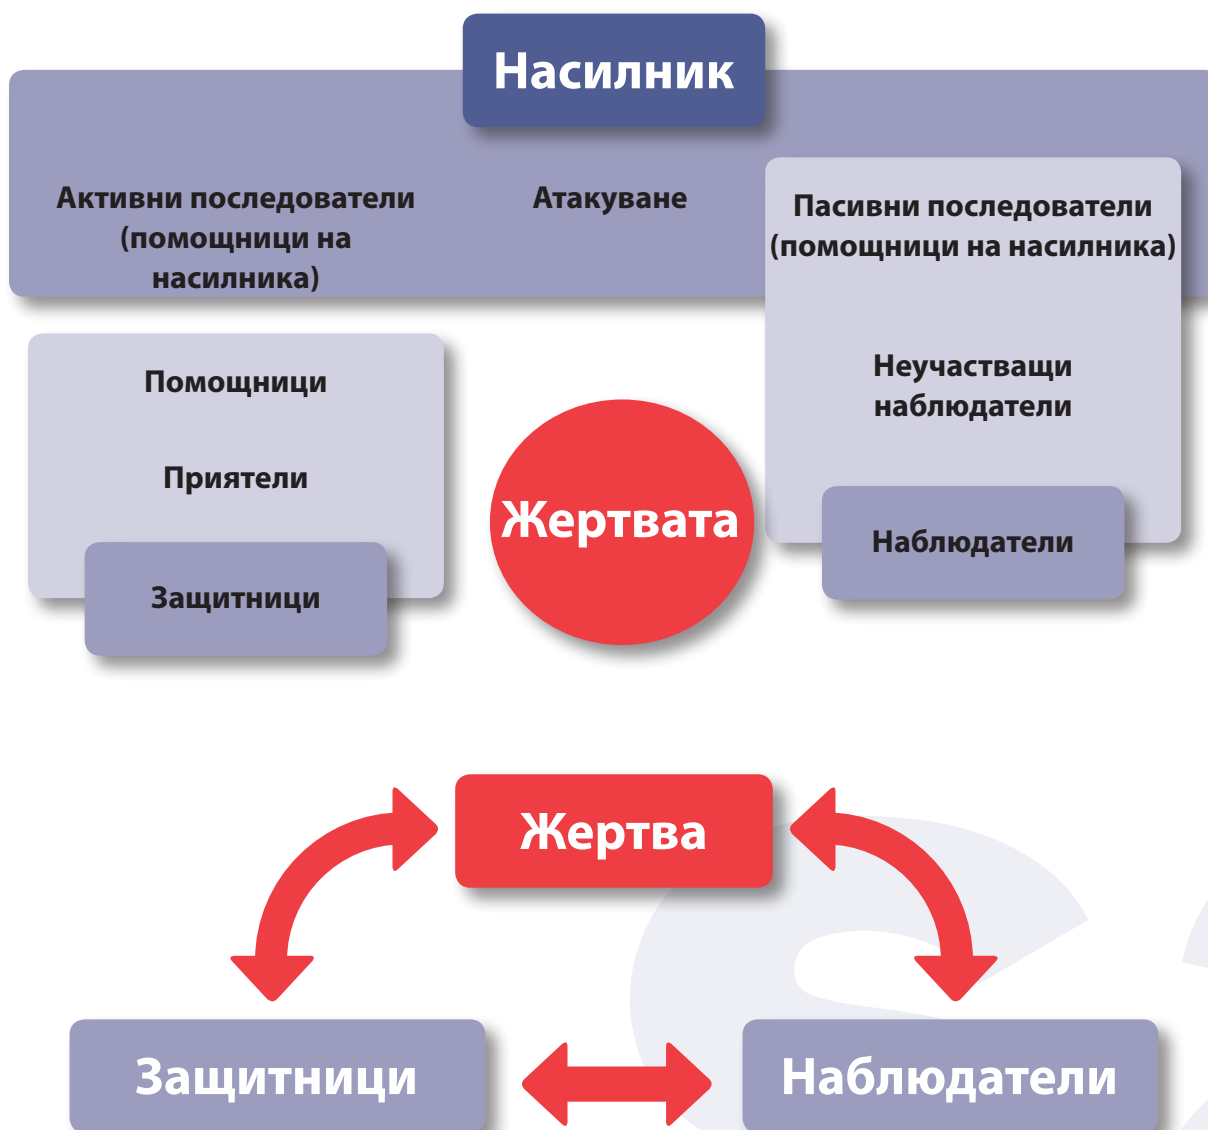 Насилник
Активни последователи
(помощници на
насилника)
Атакуване
Пасивни последователи
(помощници на насилника)
Помощници
Приятели
Защитници
Жертвата
Неучастващи
наблюдатели
Наблюдатели
Жертва
Защитници
Наблюдатели